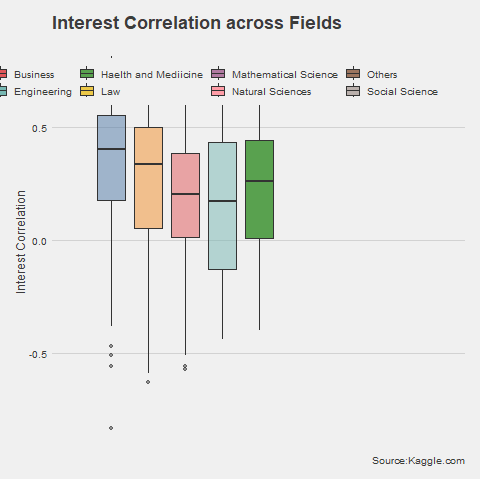 Interest Correlation across Fields
Business Haelth and Mediicine Mathematical Science Others
Engineering Law Natural Sciences Social Science
0.5
0.0
-0.5
Interest Correlation
Source:Kaggle.com